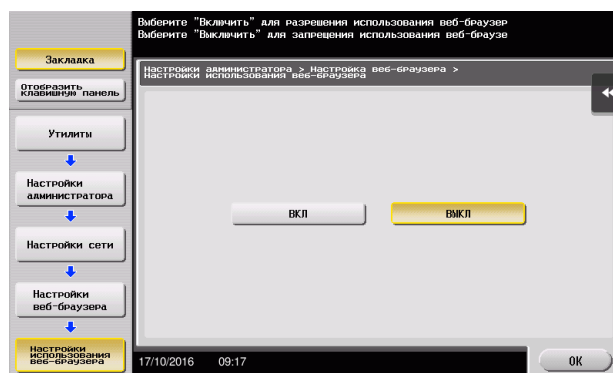 Выберите "Включить" для разрешения использования веб-браузер
Выберите "Выключить" для запрещения использования веб-браузе
Закладка
Отобразить
клавишную панель
Настройки администратора > Настройка веб-браузера >
Настройки использования веб-браузера
Утилиты
Настройки
администратора
Настройки сети
Настройки
веб-браузера
Настройки
использования
веб-браузера
ВКЛ
ВЫКЛ
17/10/2016 09:17
OK